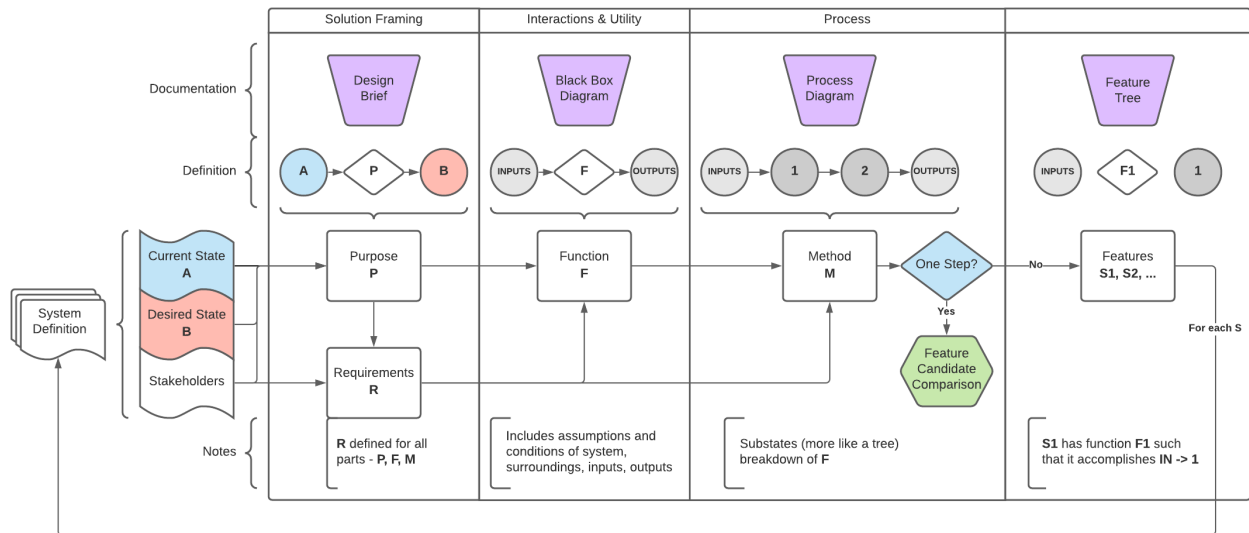 Solution Framing
Interactions & Utility
Process
Documentation
Design
Brief
Black Box
Diagram
Process
Diagram
Feature
Tree
Definition
A
P
B
INPUTS
F
OUTPUTS
INPUTS
1
2
OUTPUTS
INPUTS
F1
1
System
Definition
Current State
A
Desired State
B
Stakeholders
Purpose
P
Requirements
R
Function
F
Method
M
One Step?
No
Yes
Feature
Candidate
Comparison
Features
S1, S2, ...
For each S
Notes
R defined for all
parts - P, F, M
Includes assumptions and
conditions of system,
surroundings, inputs, outputs
Substates (more like a tree)
breakdown of F
S1 has function F1 such
that it accomplishes IN -> 1